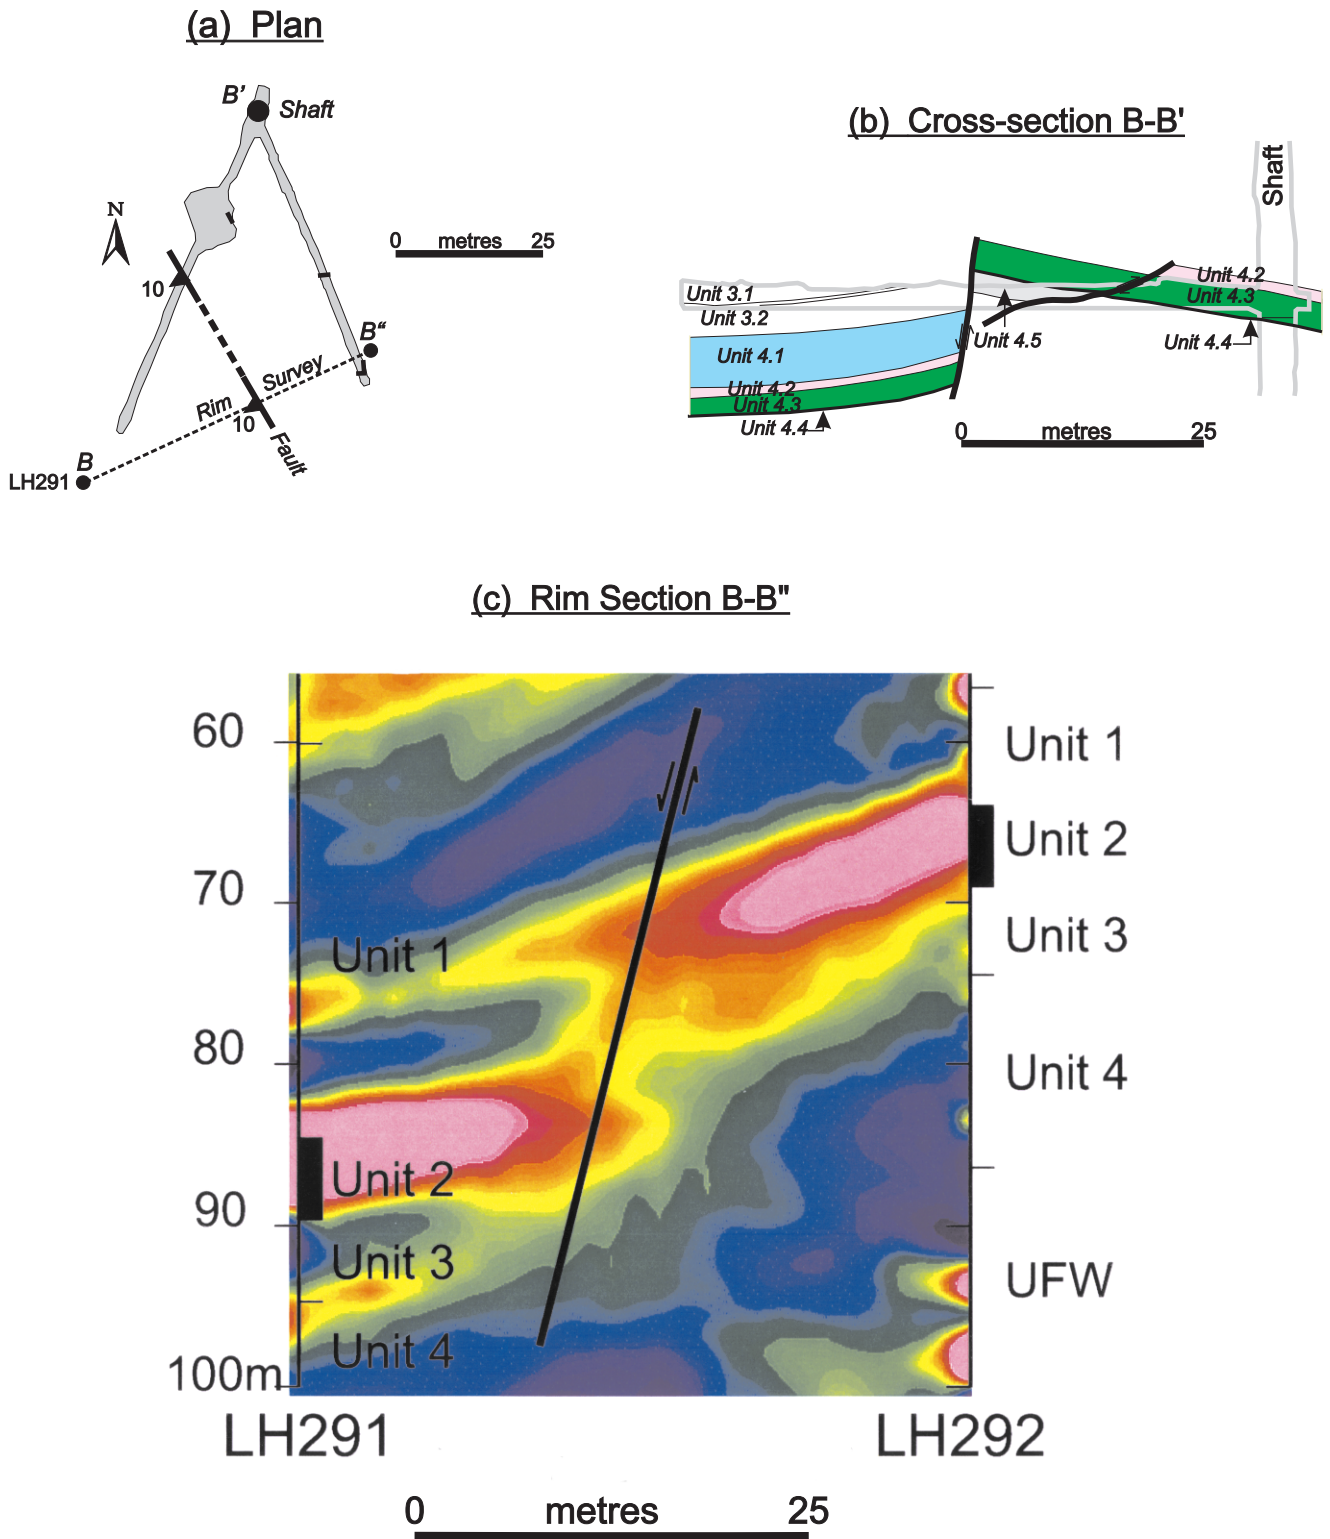 (a) Plan
B'
Shaft
N
0 metres 25
10
B"
Survey
Rim
10
B
Fault
LH291
(b) Cross-section B-B'
Shaft
Unit 3.1
Unit 3.2
Unit 4.1
Unit 4.2
Unit 4.3
Unit 4.4
Unit 4.5
Unit 4.2
Unit 4.3
Unit 4.4
0 metres 25
(c) Rim Section B-B"
60
Unit 1
Unit 2
70
Unit 3
Unit 1
80
Unit 4
Unit 2
90
Unit 3
UFW
Unit 4
100m
LH291 LH292
0 metres 25